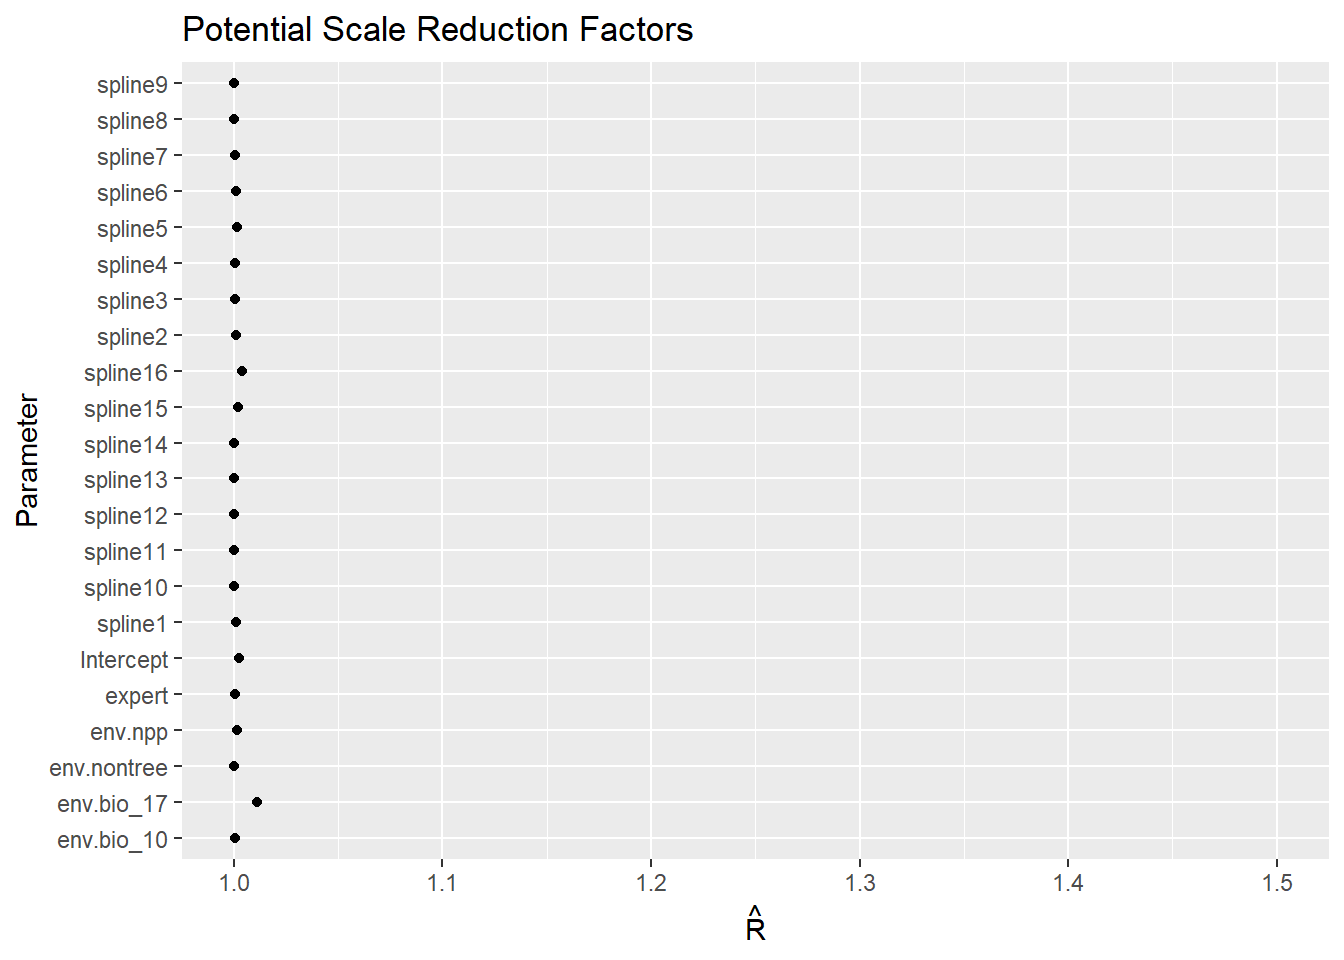 Potential Scale Reduction Factors
spline9
spline8
spline7
spline6
spline5
spline4
spline3
spline2
spline16
spline15
spline14
spline13
spline12
spline11
spline10
spline1
Intercept
expert
env.npp
env.nontree
env.bio_17
env.bio_10
Parameter
1.0 1.1 1.2 1.3 1.4 1.5
R̂